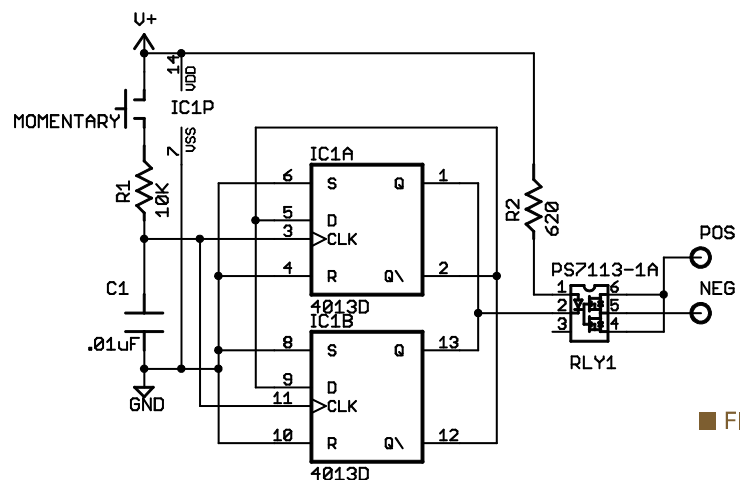 V+
14
VDD
MOMENTARY
IC1P
7
VSS
R1
10K
C1
.01uF
GND
IC1A
6 S Q 1
5 D
3 CLK
4 R Q\ 2
4013D
IC1B
8 S Q 13
9 D
11 CLK
10 R Q\ 12
4013D
R2
620
PS7113-1A
1 6
2 5
3 4
RLY1
POS
NEG